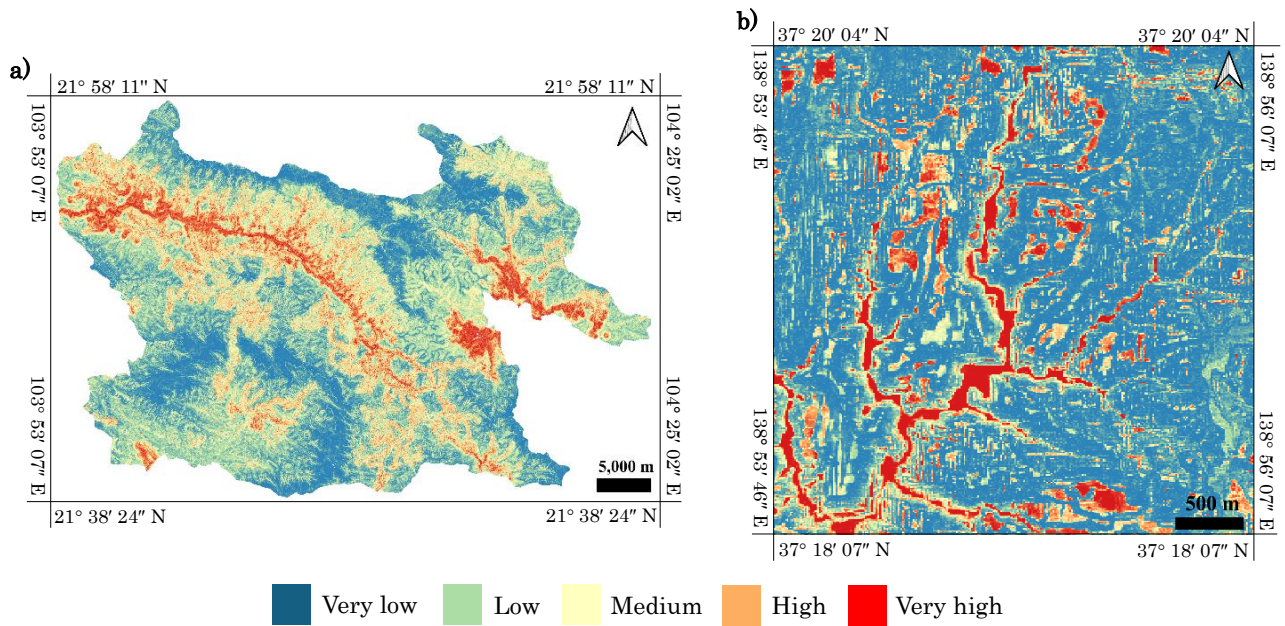 a)
21° 58′ 11″ N
21° 58′ 11″ N
103° 53′ 07″ E
104° 25′ 02″ E
103° 53′ 07″ E
104° 25′ 02″ E
5,000 m
21° 38′ 24″ N
21° 38′ 24″ N
b)
37° 20′ 04″ N
37° 20′ 04″ N
138° 53′ 46″ E
138° 56′ 07″ E
138° 53′ 46″ E
138° 56′ 07″ E
500 m
37° 18′ 07″ N
37° 18′ 07″ N
Very low
Low
Medium
High
Very high